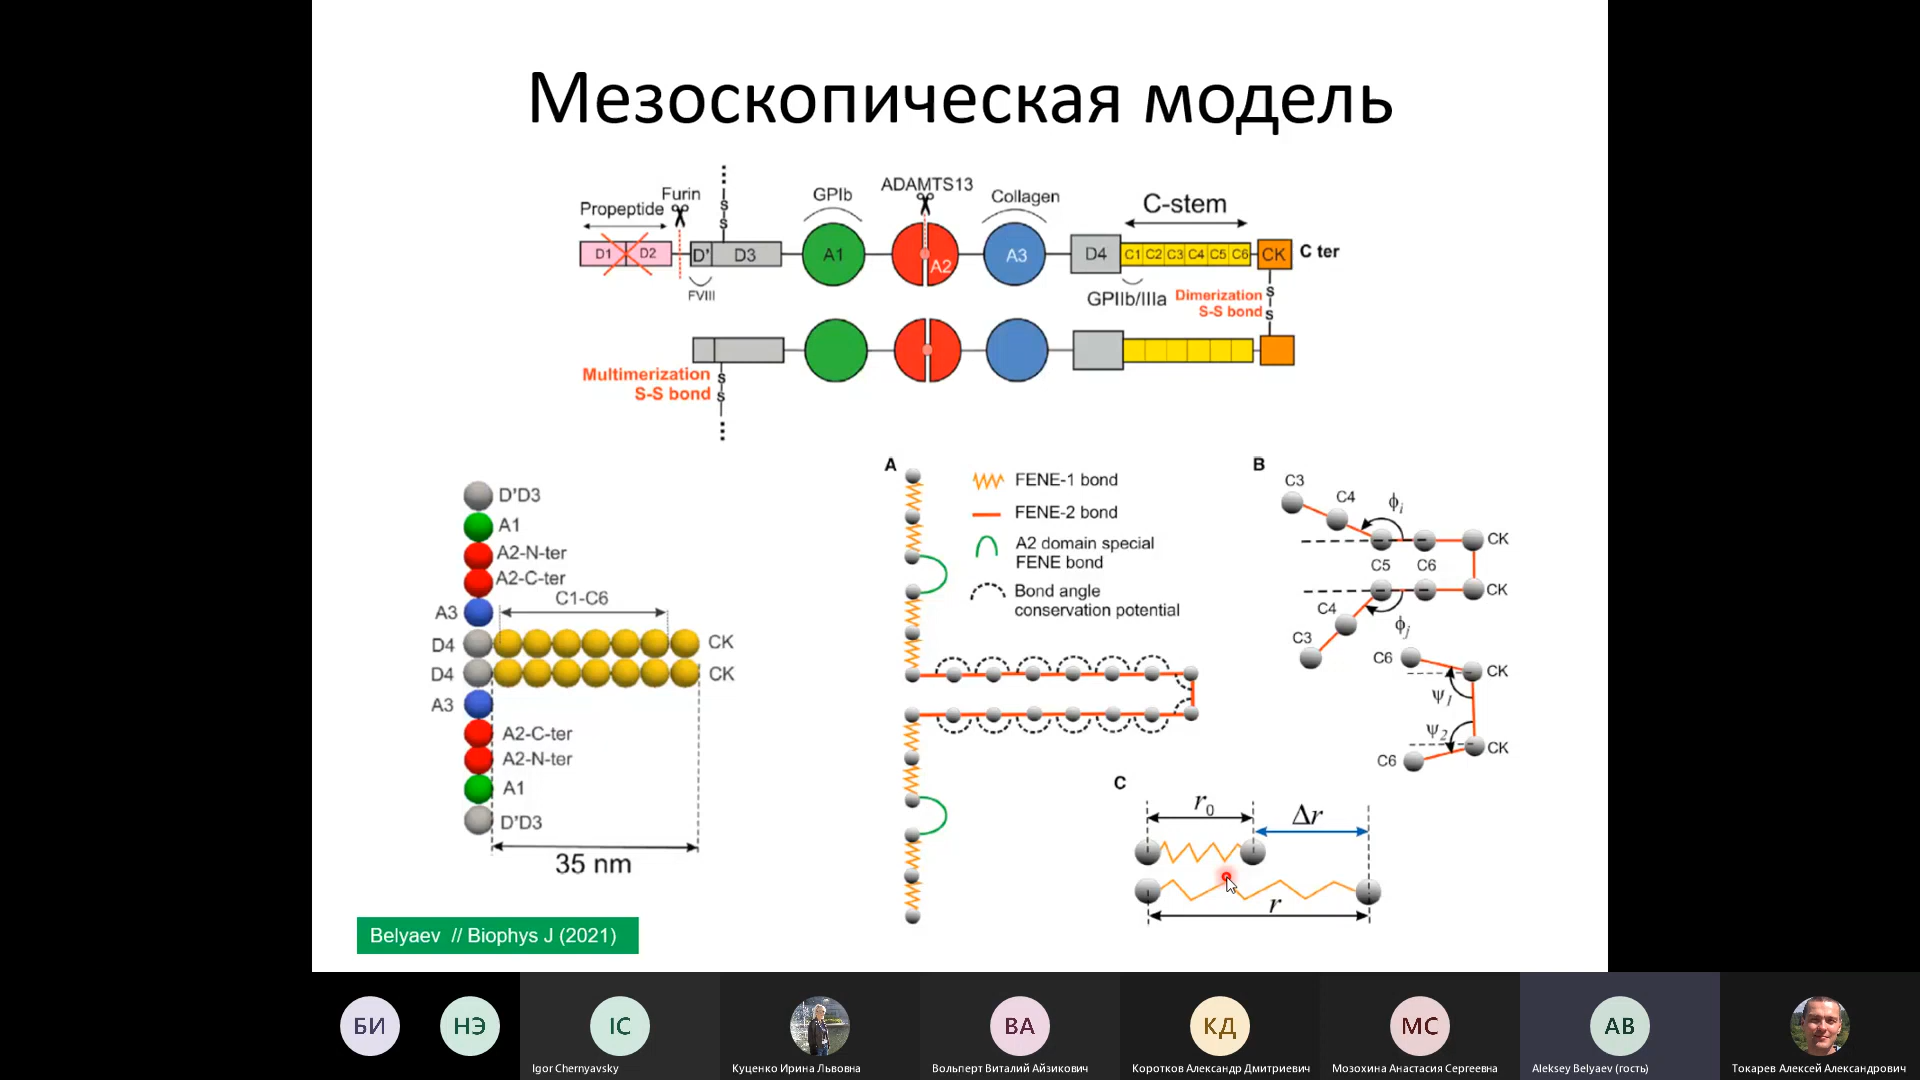 Мезоскопическая модель
Propeptide
Furin
GPIb
ADAMTS13
Collagen
C-stem
S
S
D1
D2
D'
D3
A1
A2
A3
D4
C1 C2 C3 C4 C5 C6
CK
C ter
FVIII
GPIIb/IIIa
Dimerization
S-S bond
S
S
Multimerization
S-S bond
S
S
D'D3
A1
A2-N-ter
A2-C-ter
A3
C1-C6
D4
CK
D4
CK
A3
A2-C-ter
A2-N-ter
A1
D'D3
35 nm
A
FENE-1 bond
FENE-2 bond
A2 domain special
FENE bond
Bond angle
conservation potential
B
C3
C4
ϕi
CK
C5
C6
CK
C4
ϕj
C3
C6
CK
ψ1
ψ2
CK
C6
C
r0
Δr
r
Belyaev // Biophys J (2021)
БИ
НЭ
IC
ВА
КД
МС
АВ
Igor Chernyavsky
Куценко Ирина Львовна
Вольперт Виталий Айзикович
Коротков Александр Дмитриевич
Мозохина Анастасия Сергеевна
Aleksey Belyaev (гость)
Токарев Алексей Александрович